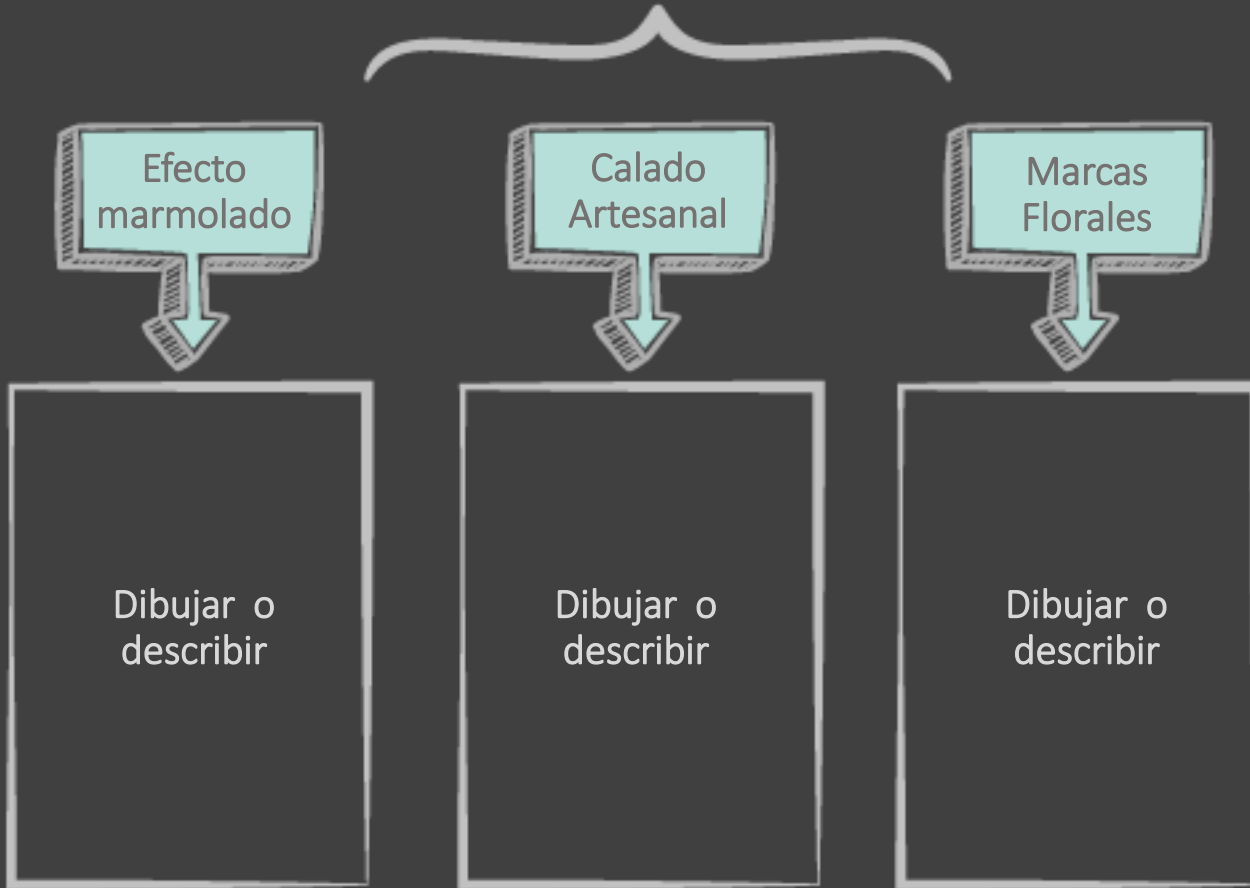 Efecto
marmolado
Calado
Artesanal
Marcas
Florales
Dibujar o
describir
Dibujar o
describir
Dibujar o
describir